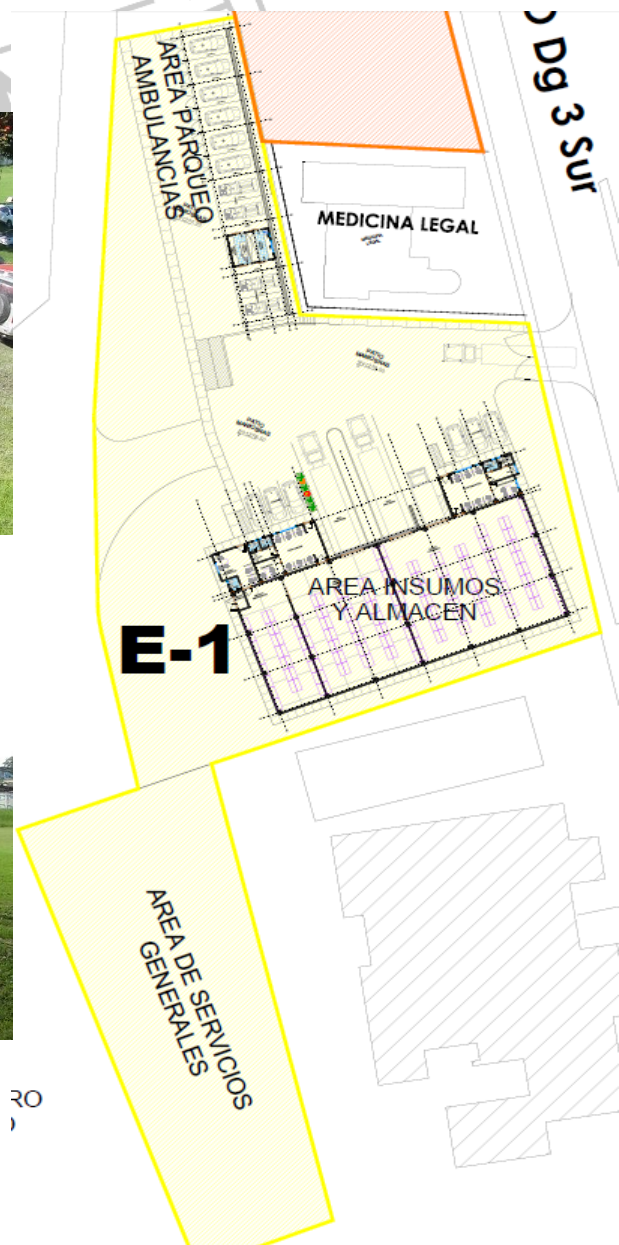 O Dg 3 Sur
AREA PARQUEO
AMBULANCIAS
MEDICINA LEGAL
AREA INSUMOS
Y ALMACEN
E-1
AREA DE SERVICIOS
GENERALES
RO